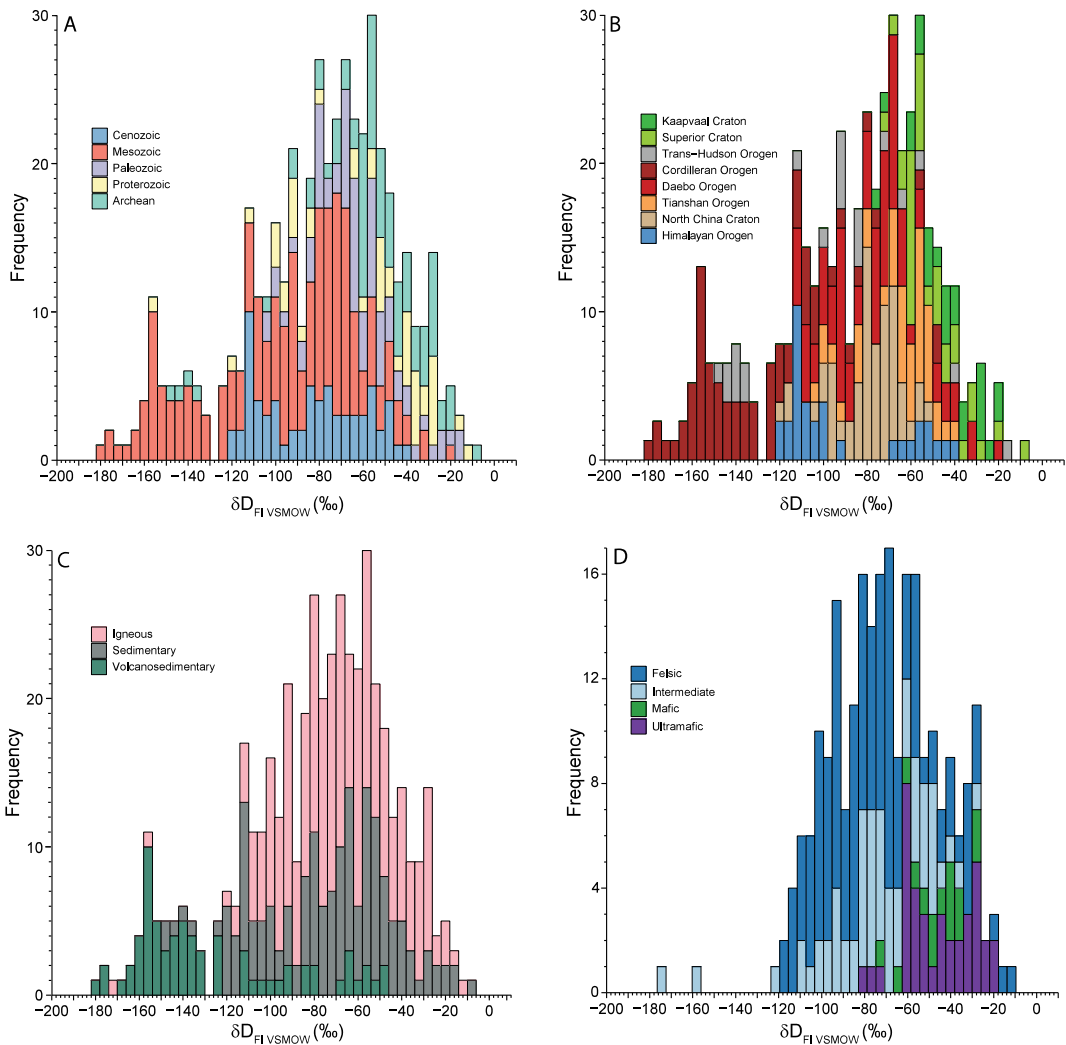 A
30
20
10
0
Frequency
−200 −180 −160 −140 −120 −100 −80 −60 −40 −20 0
δD FI VSMOW (‰)
Cenozoic
Mesozoic
Paleozoic
Proterozoic
Archean
B
30
20
10
0
Frequency
−200 −180 −160 −140 −120 −100 −80 −60 −40 −20 0
δD FI VSMOW (‰)
Kaapvaal Craton
Superior Craton
Trans−Hudson Orogen
Cordilleran Orogen
Daebo Orogen
Tianshan Orogen
North China Craton
Himalayan Orogen
C
30
20
10
0
Frequency
−200 −180 −160 −140 −120 −100 −80 −60 −40 −20 0
δD FI VSMOW (‰)
Igneous
Sedimentary
Volcanosedimentary
D
16
12
8
4
0
Frequency
−200 −180 −160 −140 −120 −100 −80 −60 −40 −20 0
δD FI VSMOW (‰)
Felsic
Intermediate
Mafic
Ultramafic